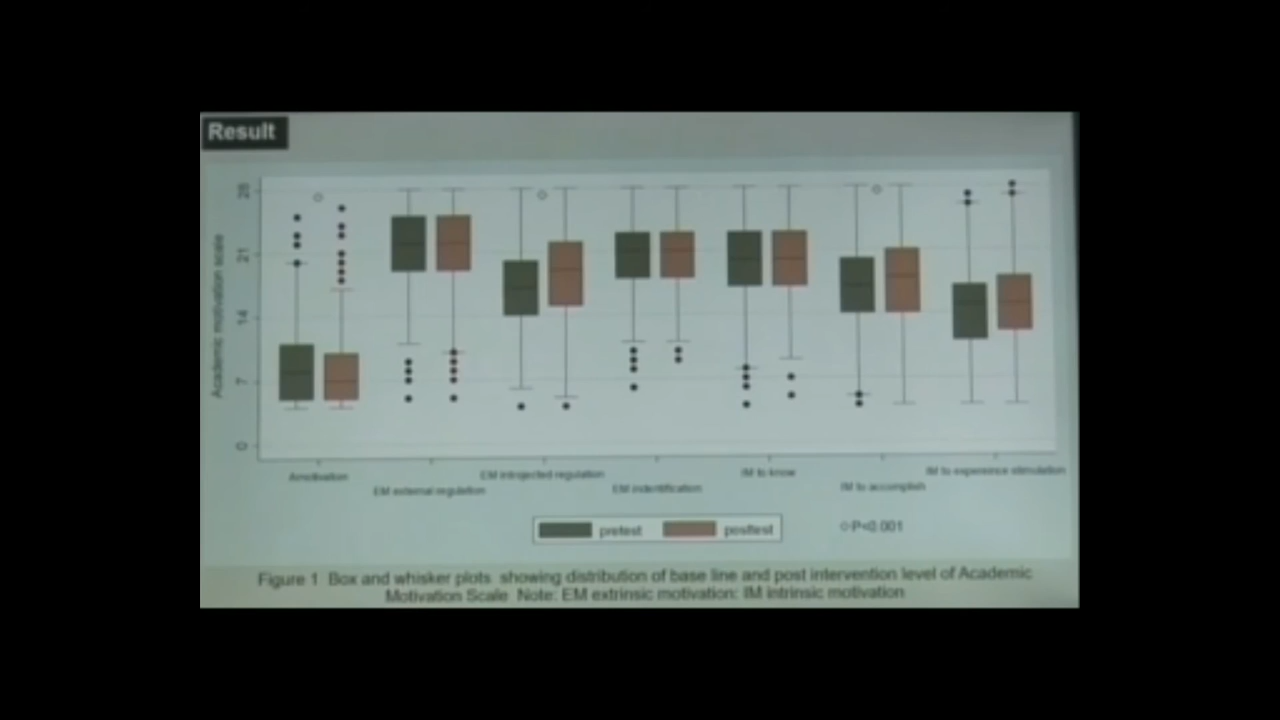 Result
Academic motivation scale
28
21
14
7
0
Amotivation
EM external regulation
EM introjected regulation
EM indentification
IM to know
IM to accomplish
IM to expereince stimulation
pretest
posttest
P<0.001
Figure 1 Box and whisker plots showing distribution of base line and post intervention level of Academic
Motivation Scale Note: EM extrinsic motivation: IM intrinsic motivation